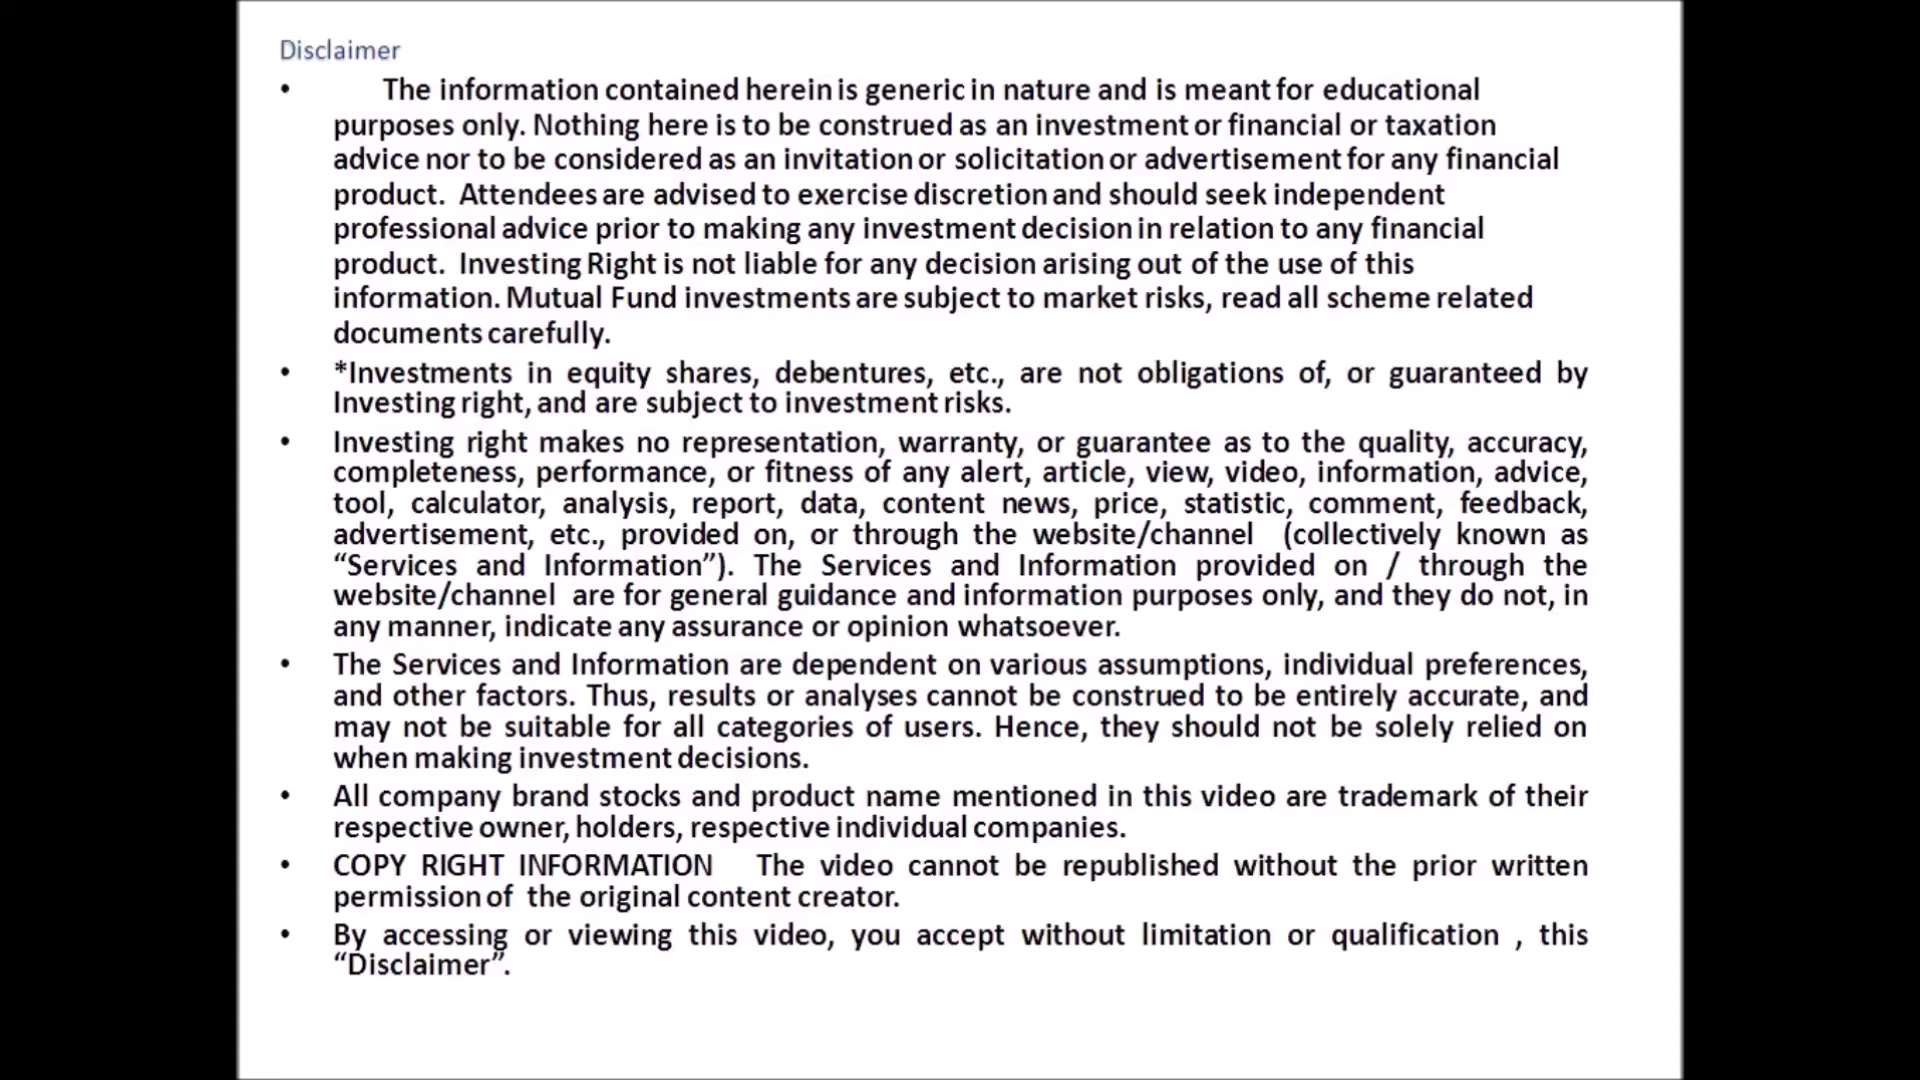 Disclaimer
• The information contained herein is generic in nature and is meant for educational
purposes only. Nothing here is to be construed as an investment or financial or taxation
advice nor to be considered as an invitation or solicitation or advertisement for any financial
product. Attendees are advised to exercise discretion and should seek independent
professional advice prior to making any investment decision in relation to any financial
product. Investing Right is not liable for any decision arising out of the use of this
information. Mutual Fund investments are subject to market risks, read all scheme related
documents carefully.
• *Investments in equity shares, debentures, etc., are not obligations of, or guaranteed by
Investing right, and are subject to investment risks.
• Investing right makes no representation, warranty, or guarantee as to the quality, accuracy,
completeness, performance, or fitness of any alert, article, view, video, information, advice,
tool, calculator, analysis, report, data, content news, price, statistic, comment, feedback,
advertisement, etc., provided on, or through the website/channel (collectively known as
“Services and Information”). The Services and Information provided on / through the
website/channel are for general guidance and information purposes only, and they do not, in
any manner, indicate any assurance or opinion whatsoever.
• The Services and Information are dependent on various assumptions, individual preferences,
and other factors. Thus, results or analyses cannot be construed to be entirely accurate, and
may not be suitable for all categories of users. Hence, they should not be solely relied on
when making investment decisions.
• All company brand stocks and product name mentioned in this video are trademark of their
respective owner, holders, respective individual companies.
• COPY RIGHT INFORMATION The video cannot be republished without the prior written
permission of the original content creator.
• By accessing or viewing this video, you accept without limitation or qualification , this
“Disclaimer”.